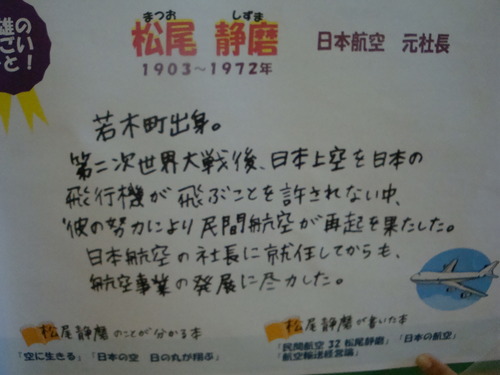 雄の
ごい
と！
まつお しずま
松尾 静磨
日本航空 元社長
1903～1972年
若木町出身。
第二次世界大戦後、日本上空を日本の
飛行機が飛ぶことを許されない中、
彼の努力により民間航空が再起を果たした。
日本航空の社長に就任してからも、
航空事業の発展に尽力した。
松尾静磨のことが分かる本
「空に生きる」「日本の空 日の丸が翔ぶ」
松尾静磨が書いた本
「民間航空 32 松尾静磨」「日本の航空」
「航空輸送経営論」